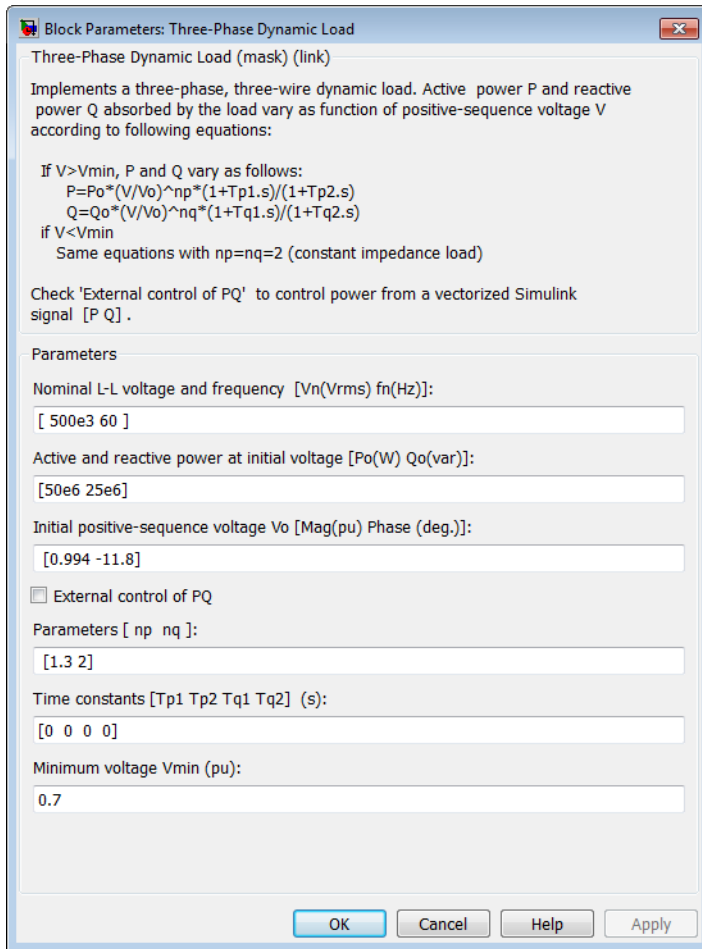 Block Parameters: Three-Phase Dynamic Load
Three-Phase Dynamic Load (mask) (link)
Implements a three-phase, three-wire dynamic load. Active  power P and reactive
power Q absorbed by the load vary as function of positive-sequence voltage V
according to following equations:
If V>Vmin, P and Q vary as follows:
P=Po*(V/Vo)^np*(1+Tp1.s)/(1+Tp2.s)
Q=Qo*(V/Vo)^nq*(1+Tq1.s)/(1+Tq2.s)
if V<Vmin
Same equations with np=nq=2 (constant impedance load)
Check 'External control of PQ'  to control power from a vectorized Simulink
signal  [P Q] .
Parameters
Nominal L-L voltage and frequency  [Vn(Vrms) fn(Hz)]:
[ 500e3 60 ]
Active and reactive power at initial voltage [Po(W) Qo(var)]:
[50e6 25e6]
Initial positive-sequence voltage Vo [Mag(pu) Phase (deg.)]:
[0.994 -11.8]
External control of PQ
Parameters [ np  nq ]:
[1.3 2]
Time constants [Tp1 Tp2 Tq1 Tq2]  (s):
[0  0  0  0]
Minimum voltage Vmin (pu):
0.7
OK Cancel Help Apply